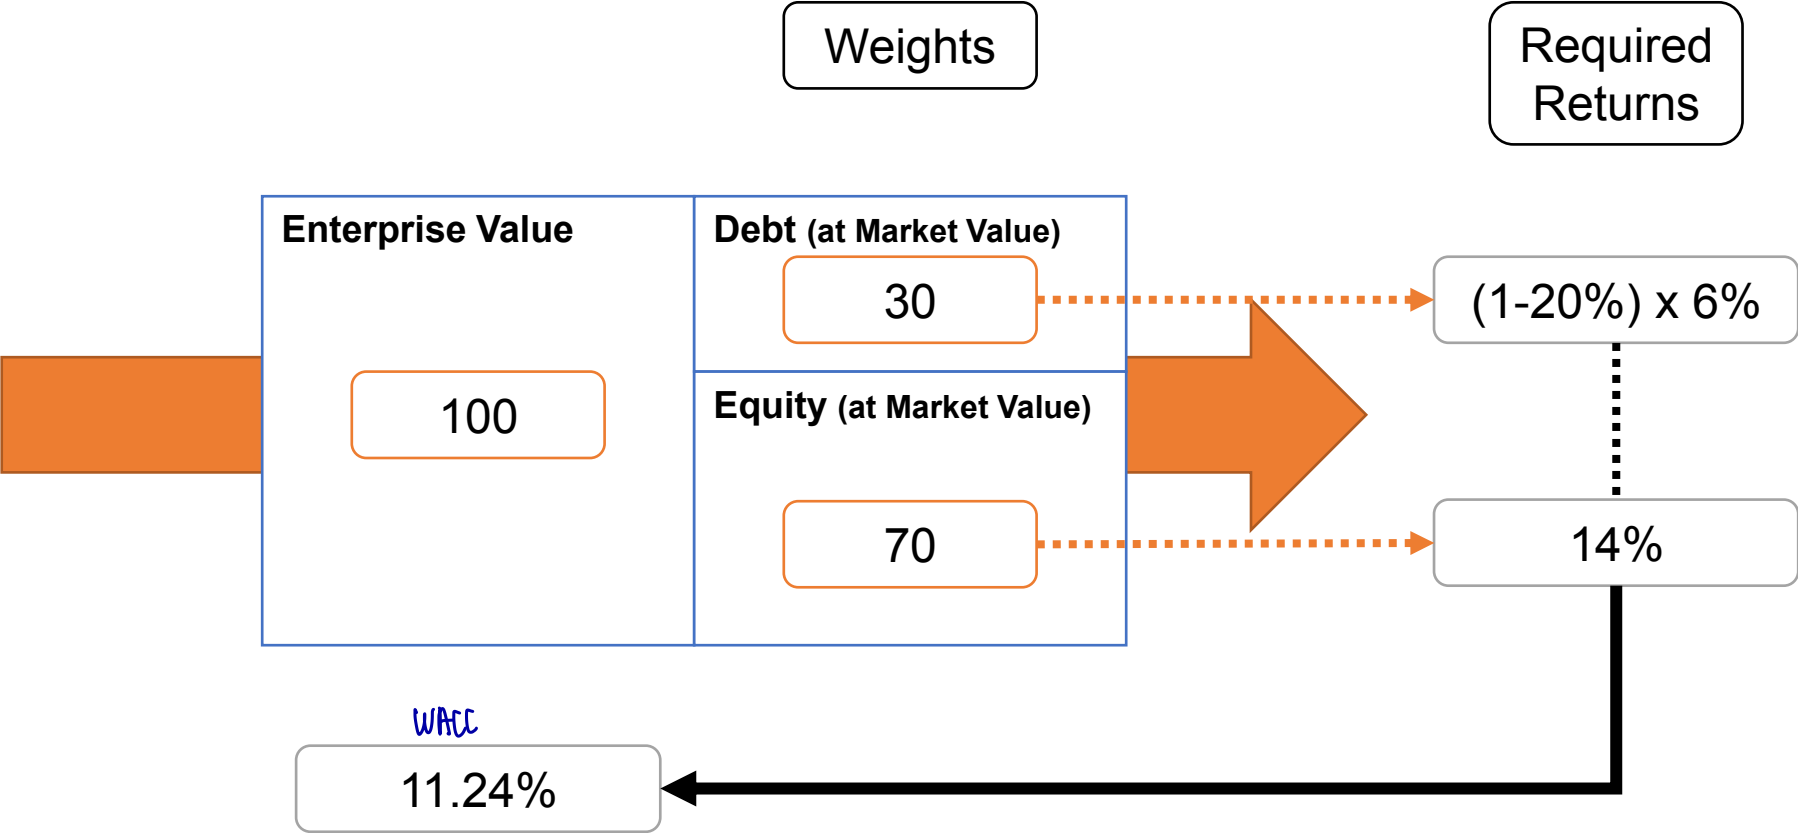 Weights
Required
Returns
Enterprise Value
Debt (at Market Value)
30
(1-20%) x 6%
100
Equity (at Market Value)
70
14%
WACC
11.24%